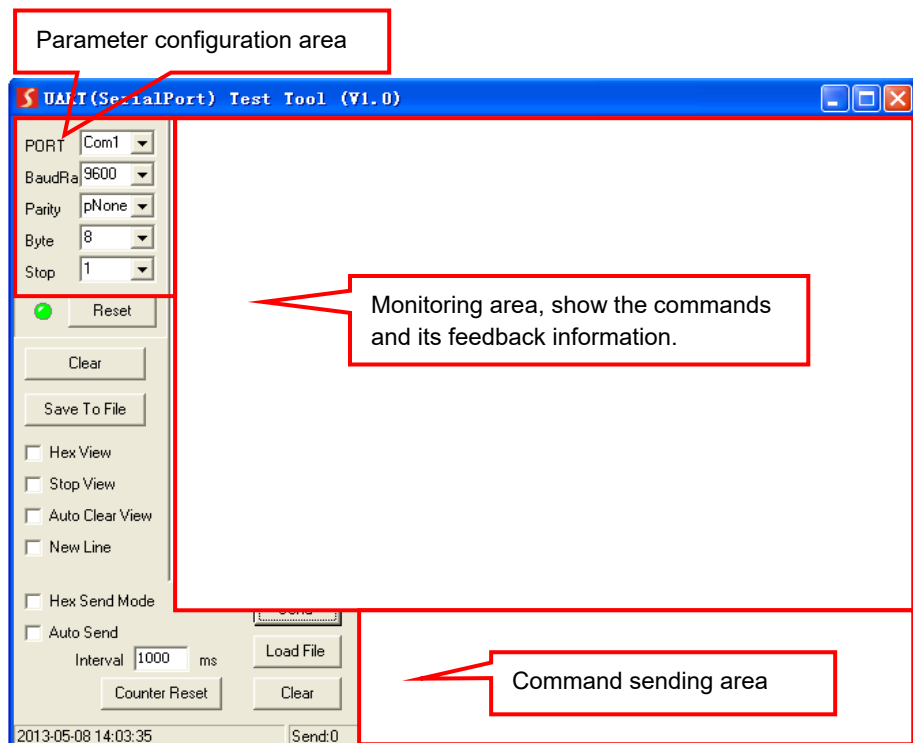 Parameter configuration area
UART(SerialPort) Test Tool (V1.0)
PORT Com1
BaudRa 9600
Parity pNone
Byte 8
Stop 1
Reset
Monitoring area, show the commands
and its feedback information.
Clear
Save To File
Hex View
Stop View
Auto Clear View
New Line
Hex Send Mode
Send
Auto Send
Interval 1000 ms
Load File
Counter Reset
Clear
Command sending area
2013-05-08 14:03:35
Send:0